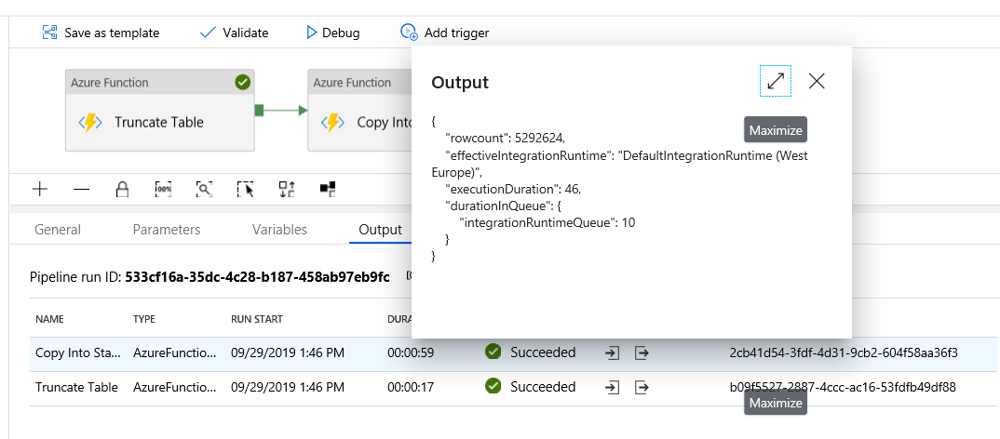 Save as template
Validate
Debug
Add trigger
Azure Function
Truncate Table
Azure Function
Copy Into
Output
Maximize
{
"rowcount": 5292624,
"effectiveIntegrationRuntime": "DefaultIntegrationRuntime (West
Europe)",
"executionDuration": 46,
"durationInQueue": {
"integrationRuntimeQueue": 10
}
}
100%
General
Parameters
Variables
Output
Pipeline run ID: 533cf16a-35dc-4c28-b187-458ab97eb9fc
NAME TYPE RUN START DURA
Copy Into Sta... AzureFunctio... 09/29/2019 1:46 PM 00:00:59 Succeeded 2cb41d54-3fdf-4d31-9cb2-604f58aa36f3
Truncate Table AzureFunctio... 09/29/2019 1:46 PM 00:00:17 Succeeded b09f5527-2887-4ccc-ac16-53fdfb49df88
Maximize